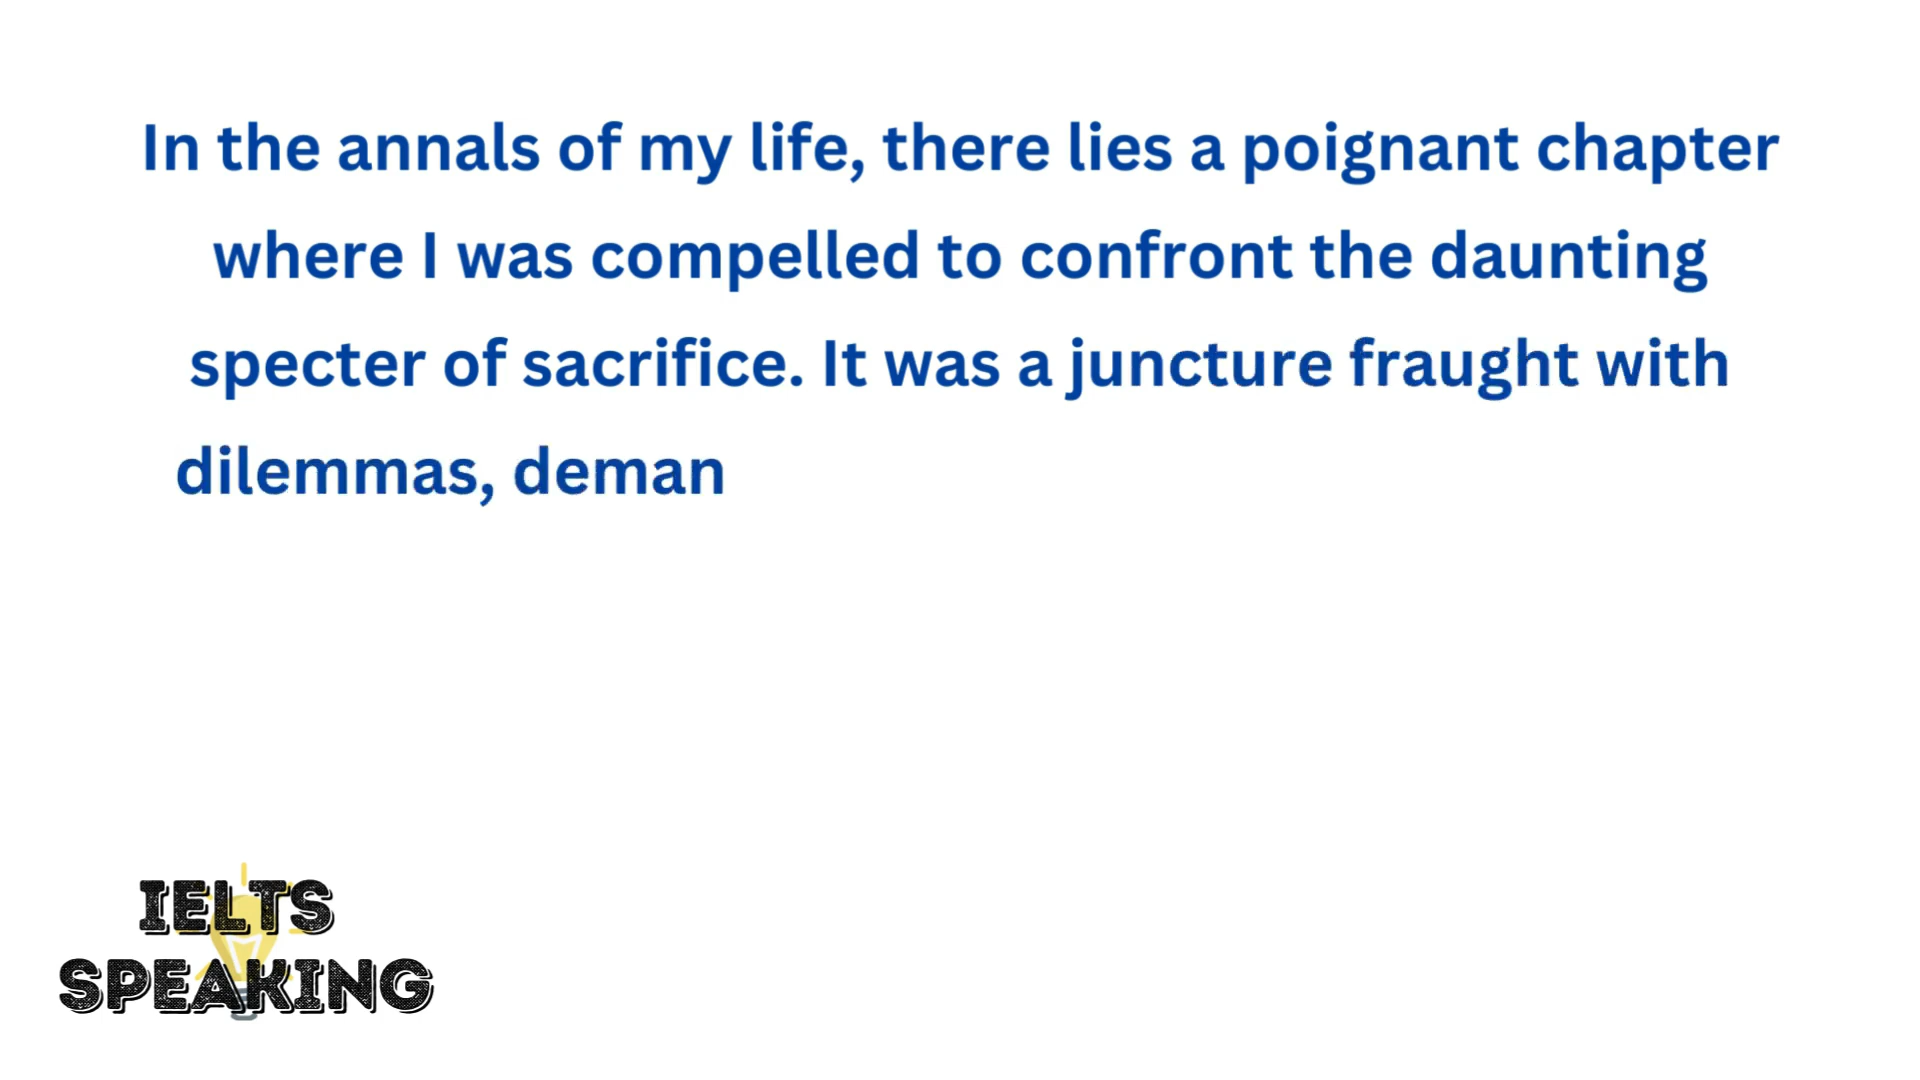 In the annals of my life, there lies a poignant chapter
where I was compelled to confront the daunting
specter of sacrifice. It was a juncture fraught with
dilemmas, deman
IELTS
SPEAKING